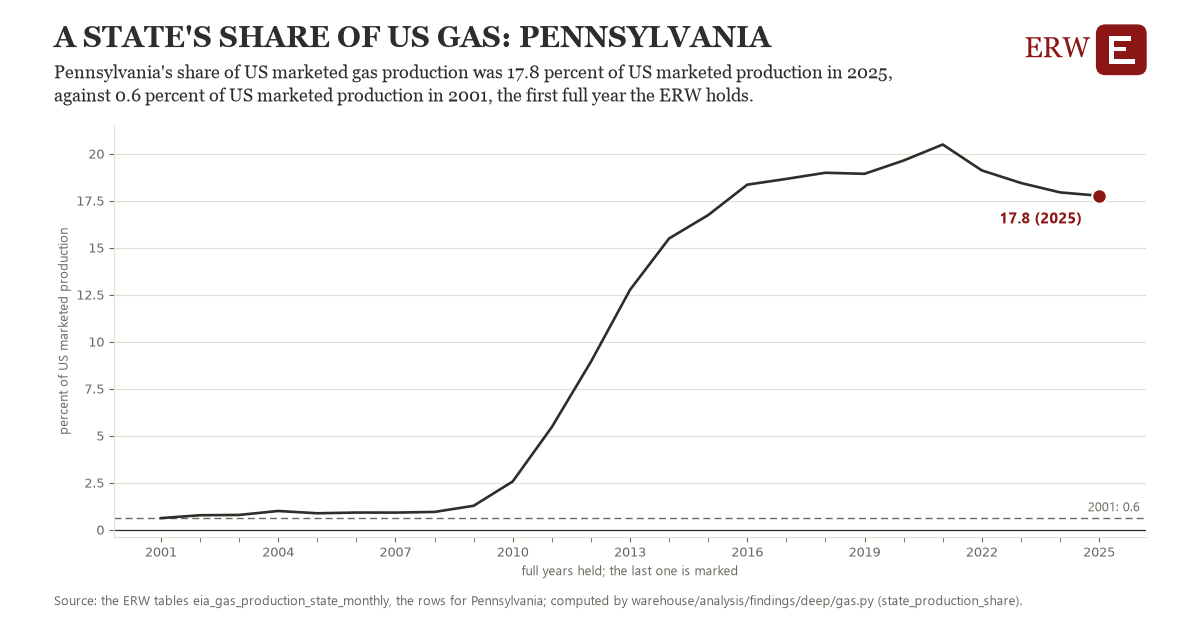 A STATE'S SHARE OF US GAS: PENNSYLVANIA
ERW E
Pennsylvania's share of US marketed gas production was 17.8 percent of US marketed production in 2025,
against 0.6 percent of US marketed production in 2001, the first full year the ERW holds.
percent of US marketed production
20
17.5
15
12.5
10
7.5
5
2.5
0
17.8 (2025)
2001: 0.6
2001 2004 2007 2010 2013 2016 2019 2022 2025
full years held; the last one is marked
Source: the ERW tables eia_gas_production_state_monthly, the rows for Pennsylvania; computed by warehouse/analysis/findings/deep/gas.py (state_production_share).